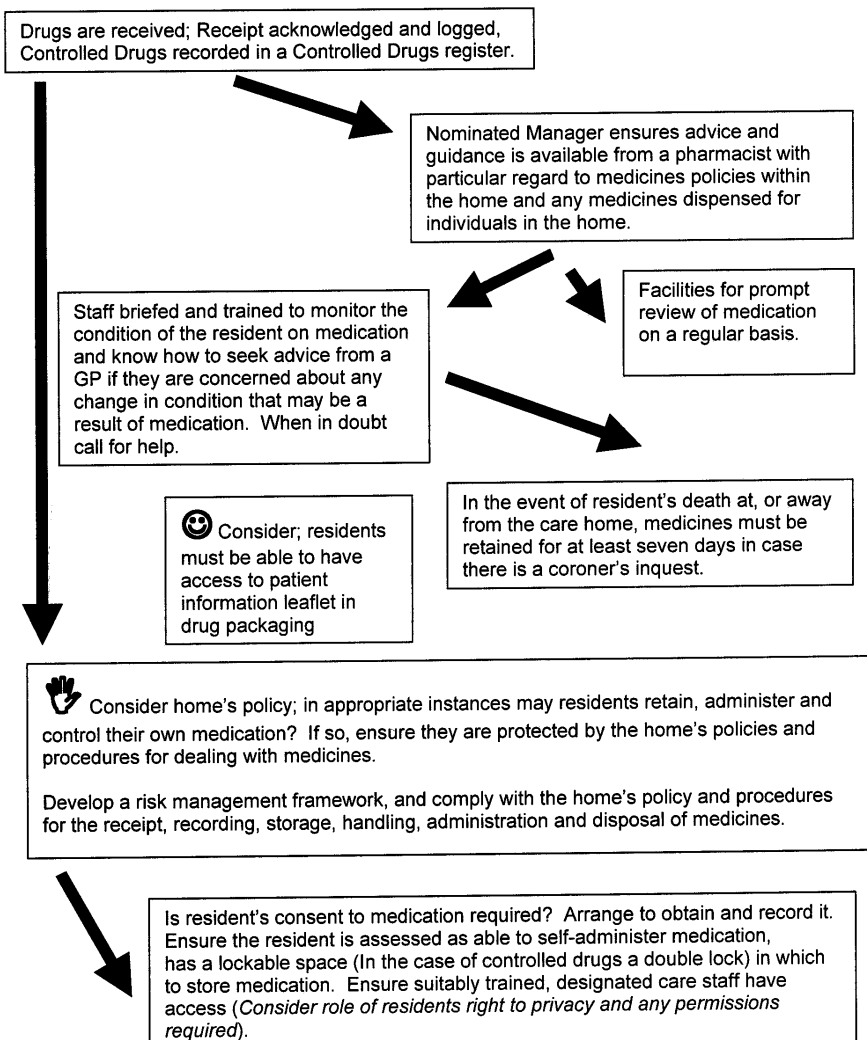 Drugs are received; Receipt acknowledged and logged,
Controlled Drugs recorded in a Controlled Drugs register.
Nominated Manager ensures advice and
guidance is available from a pharmacist with
particular regard to medicines policies within
the home and any medicines dispensed for
individuals in the home.
Staff briefed and trained to monitor the
condition of the resident on medication
and know how to seek advice from a
GP if they are concerned about any
change in condition that may be a
result of medication.  When in doubt
call for help.
Facilities for prompt
review of medication
on a regular basis.
In the event of resident's death at, or away
from the care home, medicines must be
retained for at least seven days in case
there is a coroner's inquest.
Consider; residents
must be able to have
access to patient
information leaflet in
drug packaging
Consider home's policy; in appropriate instances may residents retain, administer and
control their own medication?  If so, ensure they are protected by the home's policies and
procedures for dealing with medicines.
Develop a risk management framework, and comply with the home's policy and procedures
for the receipt, recording, storage, handling, administration and disposal of medicines.
Is resident's consent to medication required?  Arrange to obtain and record it.
Ensure the resident is assessed as able to self-administer medication,
has a lockable space (In the case of controlled drugs a double lock) in which
to store medication.  Ensure suitably trained, designated care staff have
access (Consider role of residents right to privacy and any permissions
required).